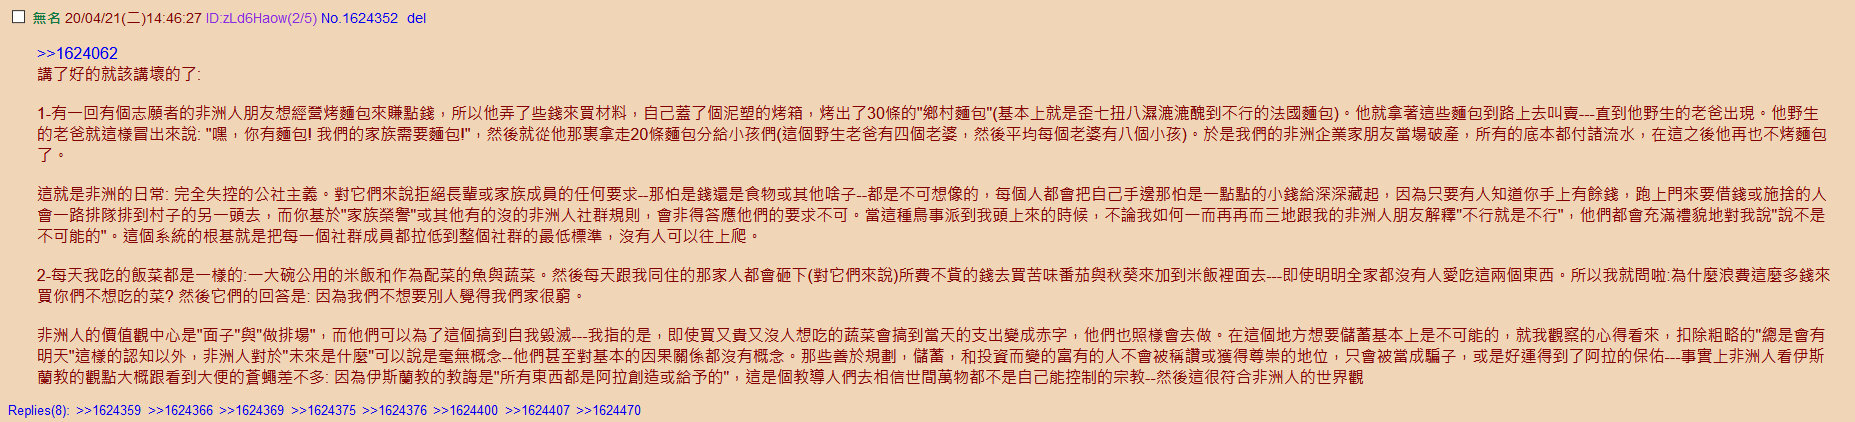 無名 20/04/21(二)14:46:27 ID:zLd6Haow(2/5) No.1624352 del
>>1624062
講了好的就該講壞的了:
1-有一回有個志願者的非洲人朋友想經營烤麵包來賺點錢，所以他弄了些錢來買材料，自己蓋了個泥塑的烤箱，烤出了30條的"鄉村麵包"(基本上就是歪七扭八濕漉漉醜到不行的法國麵包)。他就拿著這些麵包到路上去叫賣---直到他野生的老爸出現。他野生
的老爸就這樣冒出來說: "嘿，你有麵包! 我們的家族需要麵包!"，然後就從他那裏拿走20條麵包分給小孩們(這個野生老爸有四個老婆，然後平均每個老婆有八個小孩)。於是我們的非洲企業家朋友當場破產，所有的底本都付諸流水，在這之後他再也不烤麵包
了。
這就是非洲的日常: 完全失控的公社主義。對它們來說拒絕長輩或家族成員的任何要求--那怕是錢還是食物或其他啥子--都是不可想像的，每個人都會把自己手邊那怕是一點點的小錢給深深藏起，因為只要有人知道你手上有餘錢，跑上門來要借錢或施捨的人
會一路排隊排到村子的另一頭去，而你基於"家族榮譽"或其他有的沒的非洲人社群規則，會非得答應他們的要求不可。當這種鳥事派到我頭上來的時候，不論我如何一而再再而三地跟我的非洲人朋友解釋"不行就是不行"，他們都會充滿禮貌地對我說"說不是
不可能的"。這個系統的根基就是把每一個社群成員都拉低到整個社群的最低標準，沒有人可以往上爬。
2-每天我吃的飯菜都是一樣的:一大碗公用的米飯和作為配菜的魚與蔬菜。然後每天跟我同住的那家人都會砸下(對它們來說)所費不貲的錢去買苦味番茄與秋葵來加到米飯裡面去---即使明明全家都沒有人愛吃這兩個東西。所以我就問啦:為什麼浪費這麼多錢來
買你們不想吃的菜? 然後它們的回答是: 因為我們不想要別人覺得我們家很窮。
非洲人的價值觀中心是"面子"與"做排場"，而他們可以為了這個搞到自我毀滅---我指的是，即使買又貴又沒人想吃的蔬菜會搞到當天的支出變成赤字，他們也照樣會去做。在這個地方想要儲蓄基本上是不可能的，就我觀察的心得看來，扣除粗略的"總是會有
明天"這樣的認知以外，非洲人對於"未來是什麼"可以說是毫無概念--他們甚至對基本的因果關係都沒有概念。那些善於規劃，儲蓄，和投資而變的富有的人不會被稱讚或獲得尊崇的地位，只會被當成騙子，或是好運得到了阿拉的保佑---事實上非洲人看伊斯
蘭教的觀點大概跟看到大便的蒼蠅差不多: 因為伊斯蘭教的教誨是"所有東西都是阿拉創造或給予的"，這是個教導人們去相信世間萬物都不是自己能控制的宗教--然後這很符合非洲人的世界觀
Replies(8): >>1624359 >>1624366 >>1624369 >>1624375 >>1624376 >>1624400 >>1624407 >>1624470